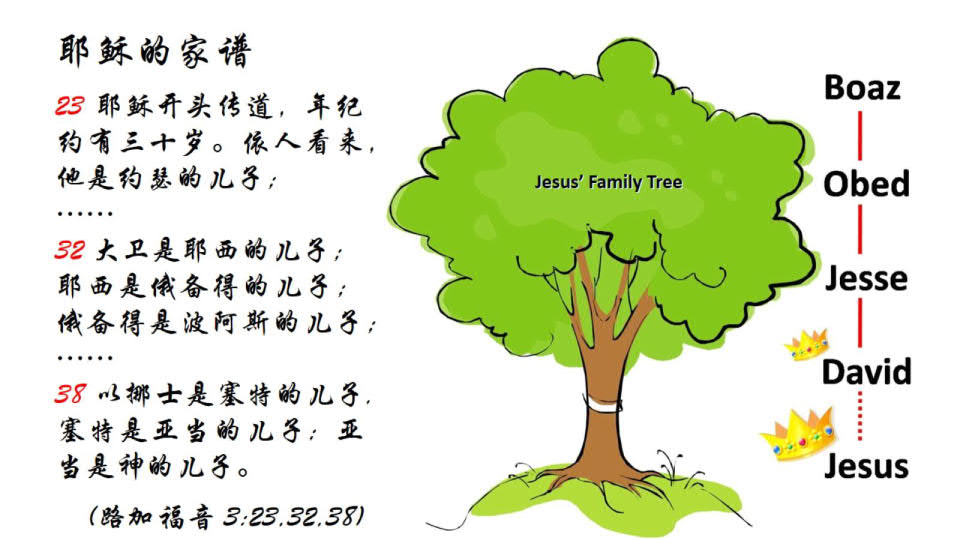 耶稣的家谱
23 耶稣开头传道，年纪
约有三十岁。依人看来，
他是约瑟的儿子；
……
32 大卫是耶西的儿子；
耶西是俄备得的儿子；
俄备得是波阿斯的儿子；
……
38 以挪士是塞特的儿子，
塞特是亚当的儿子；亚
当是神的儿子。
(路加福音 3:23,32,38)
Jesus’ Family Tree
Boaz
Obed
Jesse
David
Jesus